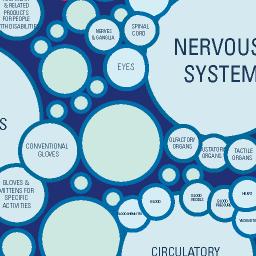 & RELATED
PRODUCTS
FOR PEOPLE
WITH DISABILITIES
NERVES
& GANGLIA
SPINAL
CORD
EYES
NERVOUS
SYSTEM
S
CONVENTIONAL
GLOVES
OLFACTORY
ORGANS
GUSTATORY
ORGANS
TACTILE
ORGANS
GLOVES &
MITTENS FOR
SPECIFIC
ACTIVITIES
BLOOD
BLOOD
HEART
CIRCULATORY